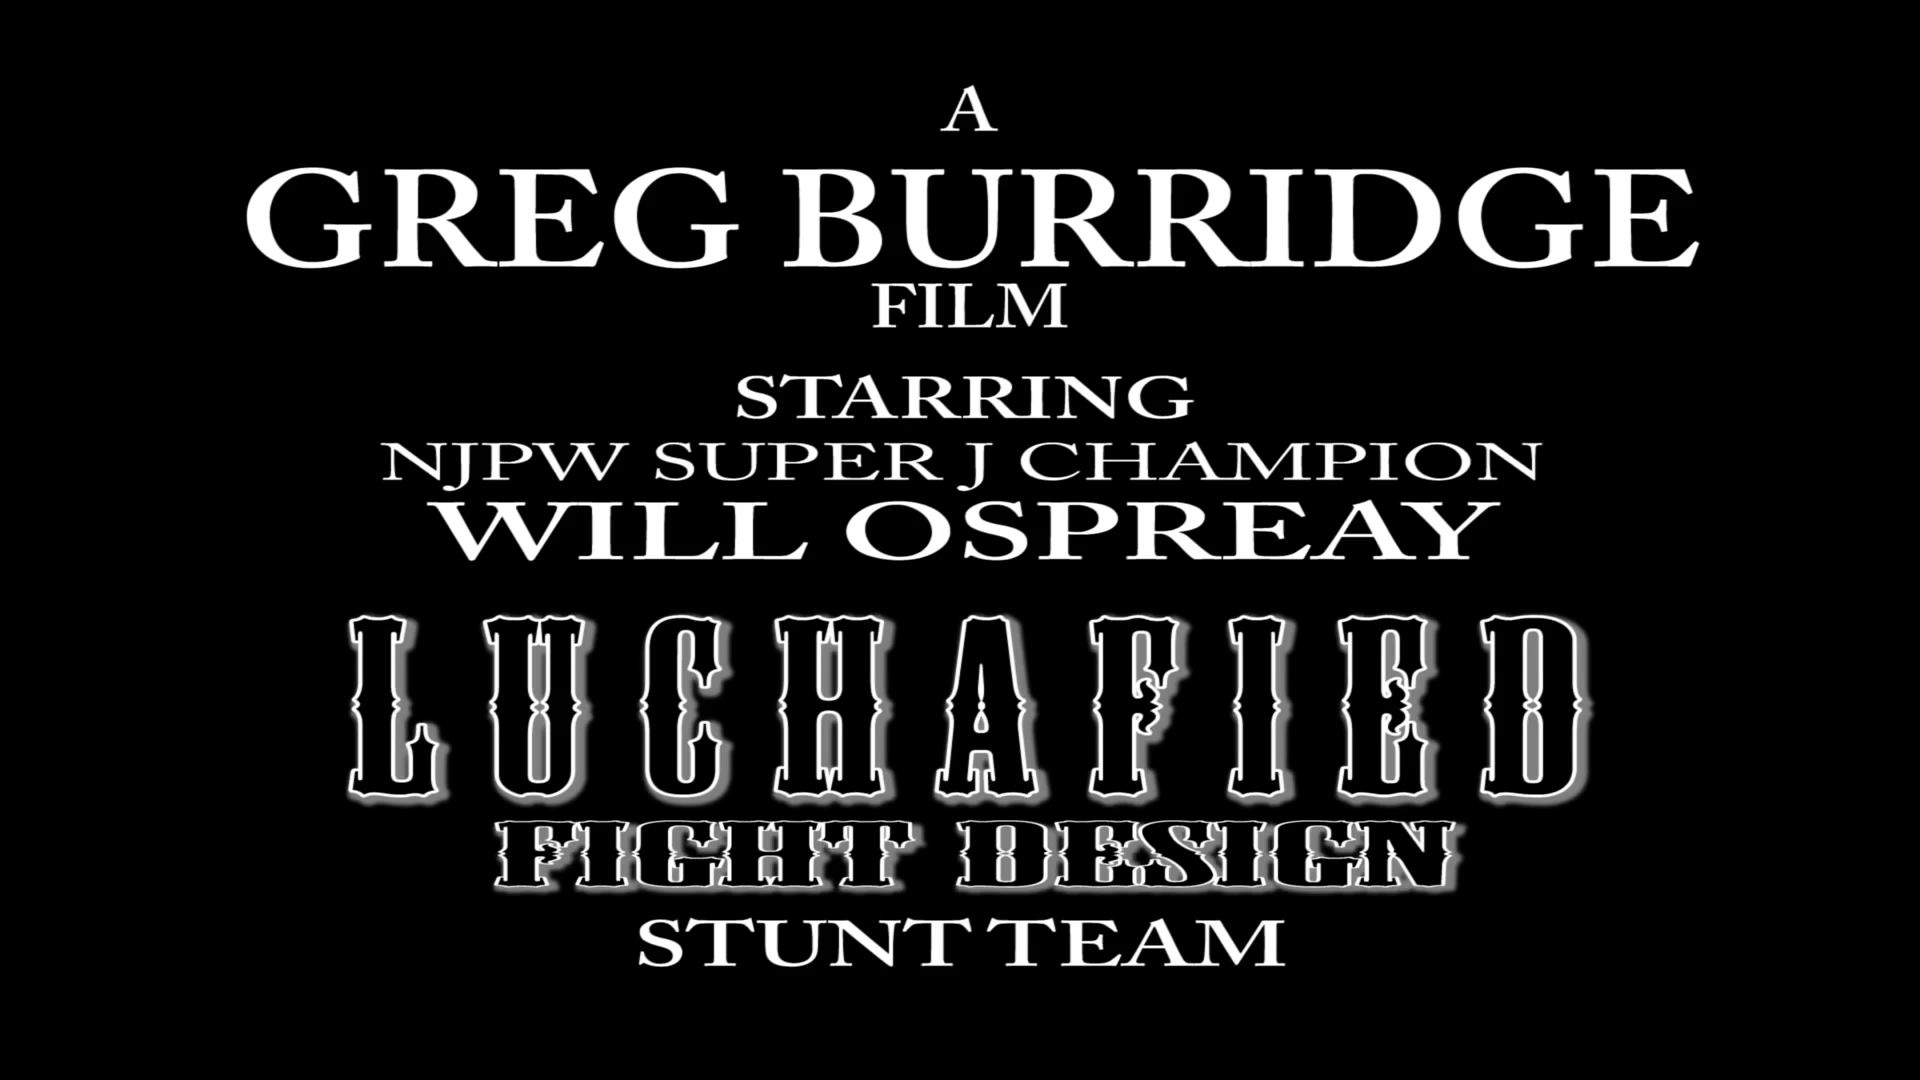 A
GREG BURRIDGE
FILM
STARRING
NJPW SUPER J CHAMPION
WILL OSPREAY
LUCHAFIED
FIGHT DESIGN
STUNT TEAM